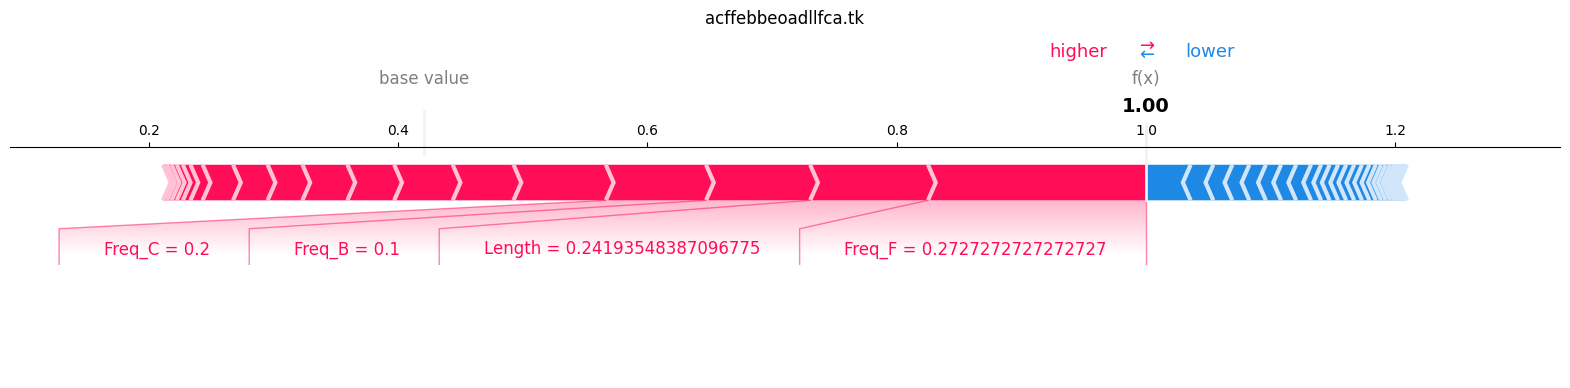 acffebbeoadllfca.tk
higher ⇄ lower
base value f(x)
1.00
0.2 0.4 0.6 0.8 1 0 1.2
Freq_C = 0.2 Freq_B = 0.1 Length = 0.24193548387096775 Freq_F = 0.2727272727272727